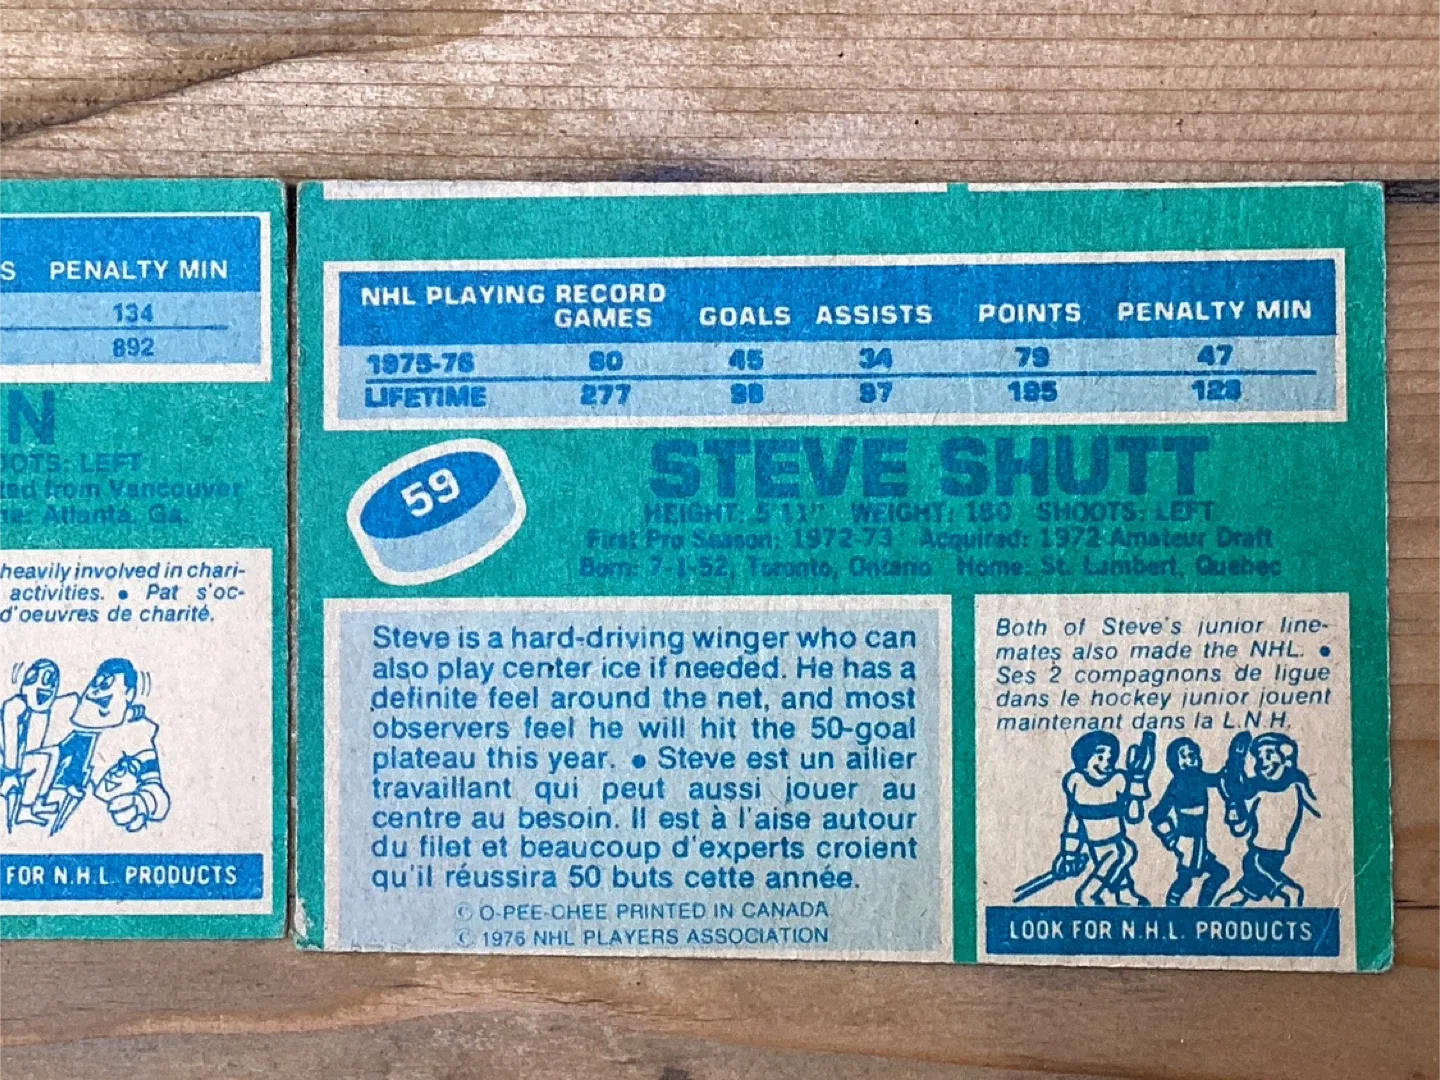 S PENALTY MIN
134
892
N
OOTS: LEFT
ted from Vancouver
ne: Atlanta, Ga.
heavily involved in chari-
activities. • Pat s'oc-
d'oeuvres de charité.
FOR N.H.L. PRODUCTS
NHL PLAYING RECORD
GAMES GOALS ASSISTS POINTS PENALTY MIN
1975-76 80 45 34 79 47
LIFETIME 277 98 97 195 128
59
STEVE SHUTT
HEIGHT: 5'11" WEIGHT: 180 SHOOTS: LEFT
First Pro Season: 1972-73 Acquired: 1972 Amateur Draft
Born: 7-1-52, Toronto, Ontario Home: St. Lambert, Quebec
Steve is a hard-driving winger who can
also play center ice if needed. He has a
definite feel around the net, and most
observers feel he will hit the 50-goal
plateau this year. • Steve est un ailier
travaillant qui peut aussi jouer au
centre au besoin. Il est à l'aise autour
du filet et beaucoup d'experts croient
qu'il réussira 50 buts cette année.
© O-PEE-CHEE PRINTED IN CANADA
© 1976 NHL PLAYERS ASSOCIATION
Both of Steve's junior line-
mates also made the NHL. •
Ses 2 compagnons de ligue
dans le hockey junior jouent
maintenant dans la L.N.H.
LOOK FOR N.H.L. PRODUCTS